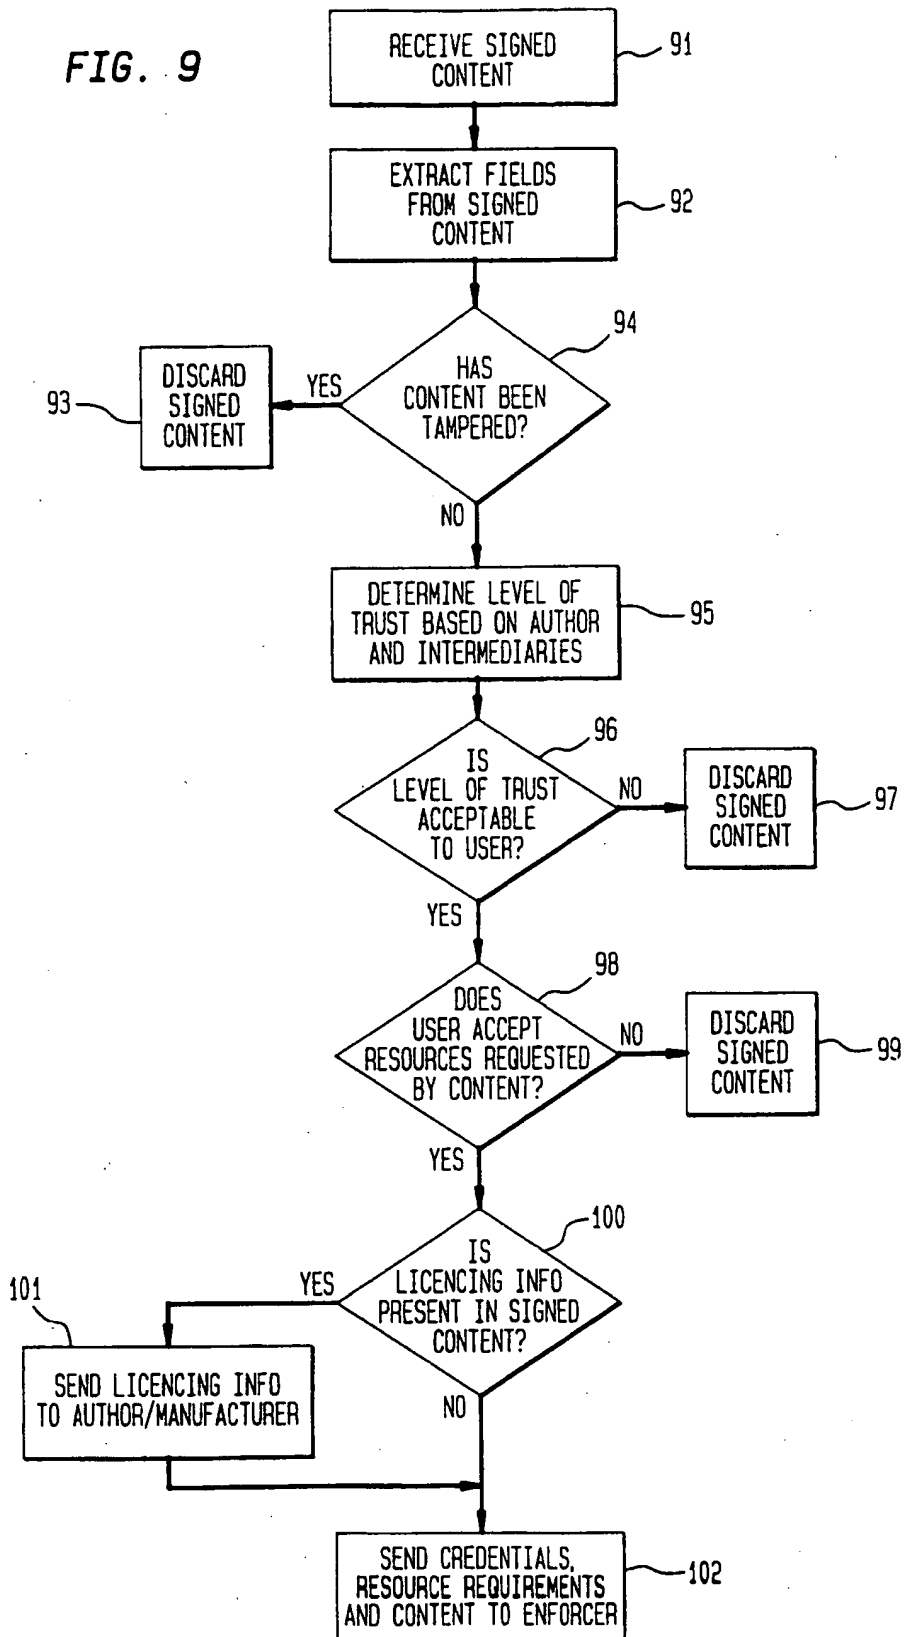 FIG. 9
RECEIVE SIGNED
CONTENT
91
EXTRACT FIELDS
FROM SIGNED
CONTENT
92
94
HAS
CONTENT BEEN
TAMPERED?
YES
DISCARD
SIGNED
CONTENT
93
NO
DETERMINE LEVEL OF
TRUST BASED ON AUTHOR
AND INTERMEDIARIES
95
96
IS
LEVEL OF TRUST
ACCEPTABLE
TO USER?
NO
DISCARD
SIGNED
CONTENT
97
YES
98
DOES
USER ACCEPT
RESOURCES REQUESTED
BY CONTENT?
NO
DISCARD
SIGNED
CONTENT
99
YES
100
IS
LICENCING INFO
PRESENT IN SIGNED
CONTENT?
YES
101
SEND LICENCING INFO
TO AUTHOR/MANUFACTURER
NO
SEND CREDENTIALS,
RESOURCE REQUIREMENTS
AND CONTENT TO ENFORCER
102